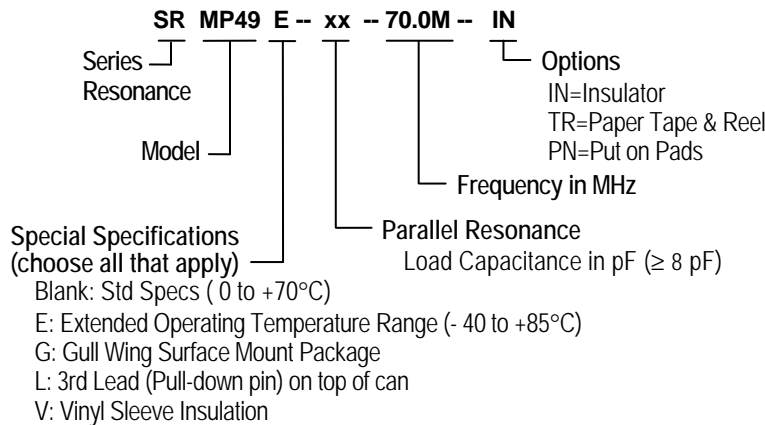 SR MP49 E -- xx -- 70.0M -- IN
Series
Resonance
Model
Options
IN=Insulator
TR=Paper Tape & Reel
PN=Put on Pads
Frequency in MHz
Parallel Resonance
Load Capacitance in pF (≥ 8 pF)
Special Specifications
(choose all that apply)
Blank: Std Specs ( 0 to +70°C)
E: Extended Operating Temperature Range (- 40 to +85°C)
G: Gull Wing Surface Mount Package
L: 3rd Lead (Pull-down pin) on top of can
V: Vinyl Sleeve Insulation